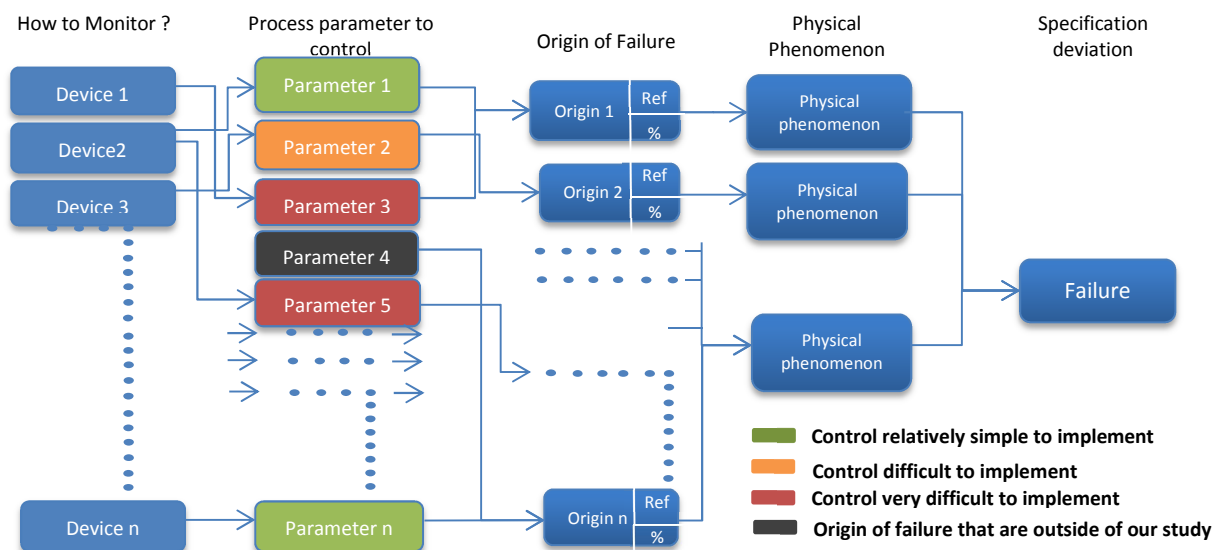 How to Monitor ?
Process parameter to
control
Origin of Failure
Physical
Phenomenon
Specification
deviation
Device 1
Device2
Device 3
Device n
Parameter 1
Parameter 2
Parameter 3
Parameter 4
Parameter 5
Parameter n
Origin 1
Ref
%
Origin 2
Ref
%
Origin n
Ref
%
Physical
phenomenon
Physical
phenomenon
Physical
phenomenon
Failure
Control relatively simple to implement
Control difficult to implement
Control very difficult to implement
Origin of failure that are outside of our study